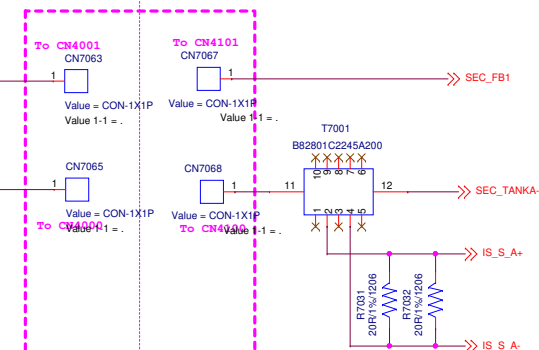 To CN4001
CN7063
1
Value = CON-1X1P
Value 1-1 = .
To CN4101
CN7067
1
Value = CON-1X1P
Value 1-1 = .
SEC_FB1
T7001
B82801C2245A200
10 9 8 7 6
11
12
1 2 3 4 5
SEC_TANKA-
CN7065
1
Value = CON-1X1P
To CN4000
Value 1-1 = .
CN7068
1
Value = CON-1X1P
To CN4100
Value 1-1 = .
IS_S_A+
R7031
20R/1%/1206
R7032
20R/1%/1206
IS_S_A-